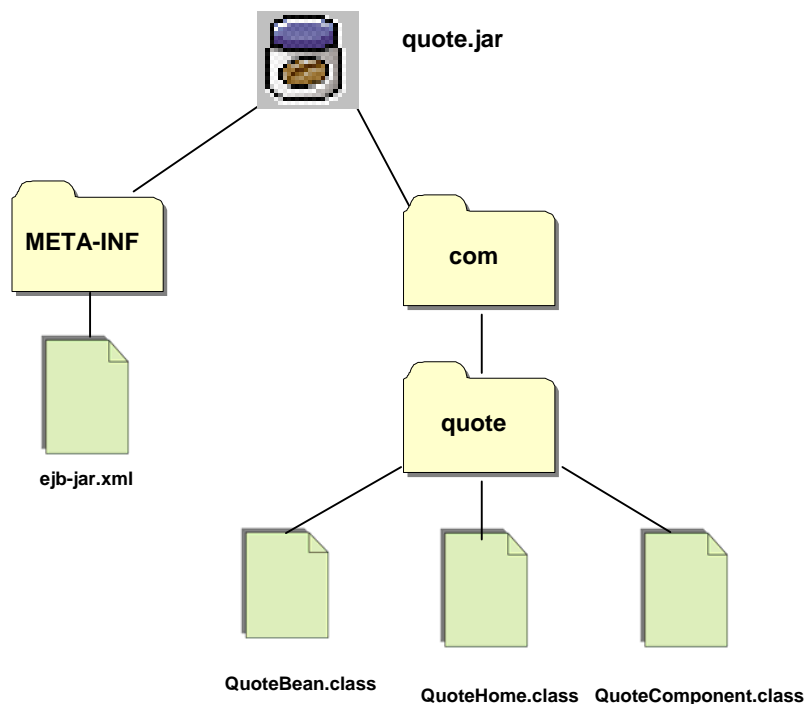 quote.jar
META-INF
com
quote
ejb-jar.xml
QuoteBean.class
QuoteHome.class
QuoteComponent.class